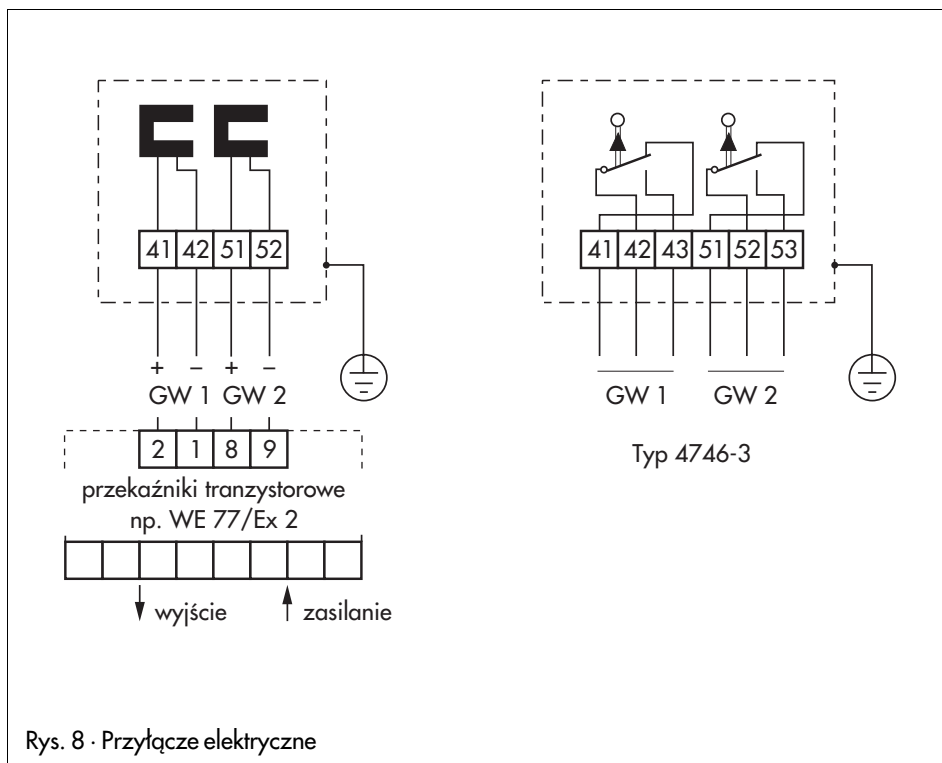 41 42 51 52
+ – + –
GW 1 GW 2
2 1 8 9
przekaźniki tranzystorowe
np. WE 77/Ex 2
wyjście zasilanie
41 42 43 51 52 53
GW 1 GW 2
Typ 4746-3
Rys. 8 · Przyłącze elektryczne